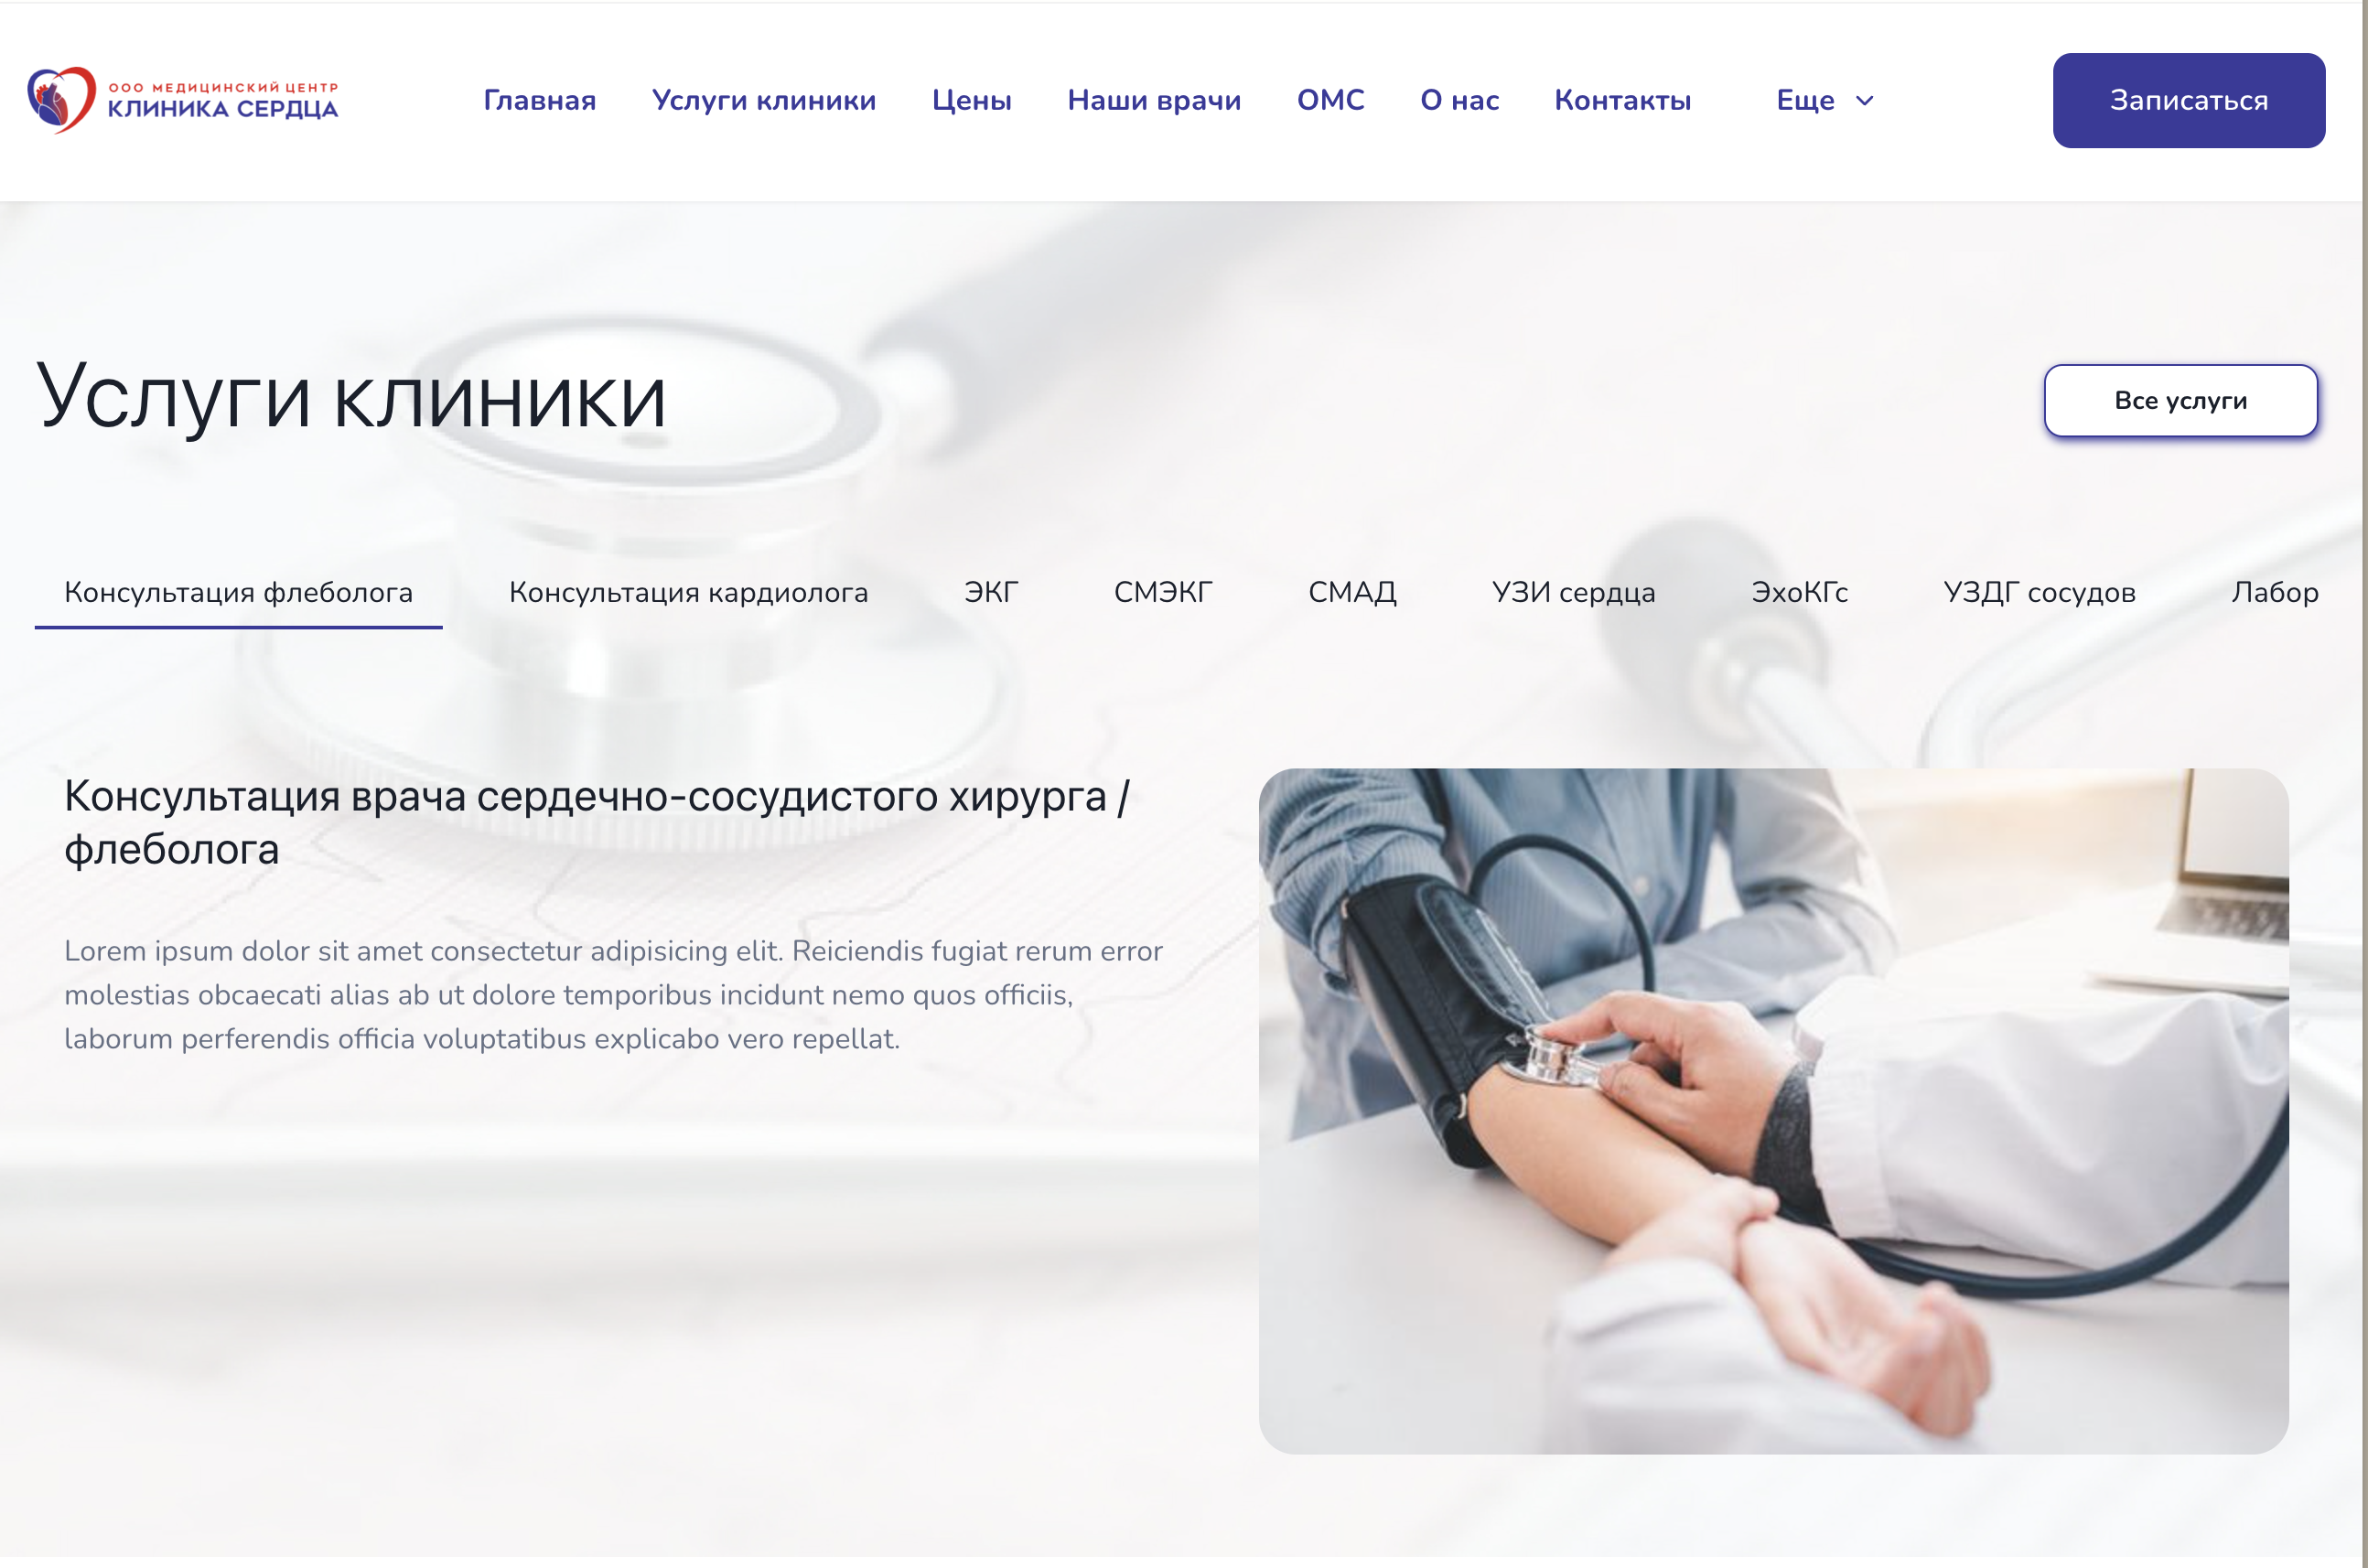 ООО МЕДИЦИНСКИЙ ЦЕНТР
КЛИНИКА СЕРДЦА
Главная
Услуги клиники
Цены
Наши врачи
ОМС
О нас
Контакты
Еще
Записаться
Услуги клиники
Все услуги
Консультация флеболога
Консультация кардиолога
ЭКГ
СМЭКГ
СМАД
УЗИ сердца
ЭхоКГс
УЗДГ сосудов
Лабор
Консультация врача сердечно-сосудистого хирурга /
флеболога
Lorem ipsum dolor sit amet consectetur adipisicing elit. Reiciendis fugiat rerum error
molestias obcaecati alias ab ut dolore temporibus incidunt nemo quos officiis,
laborum perferendis officia voluptatibus explicabo vero repellat.